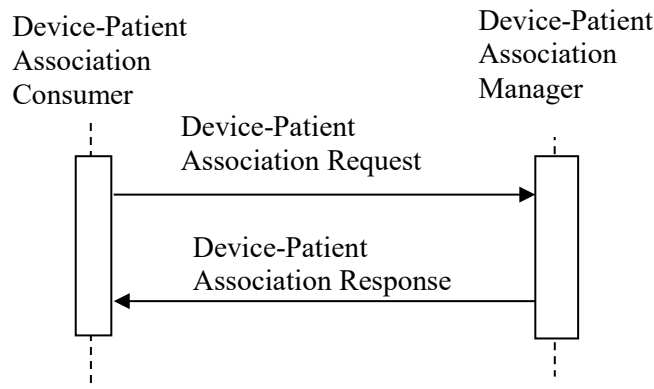 Device-Patient
Association
Consumer
Device-Patient
Association
Manager
Device-Patient
Association Request
Device-Patient
Association Response